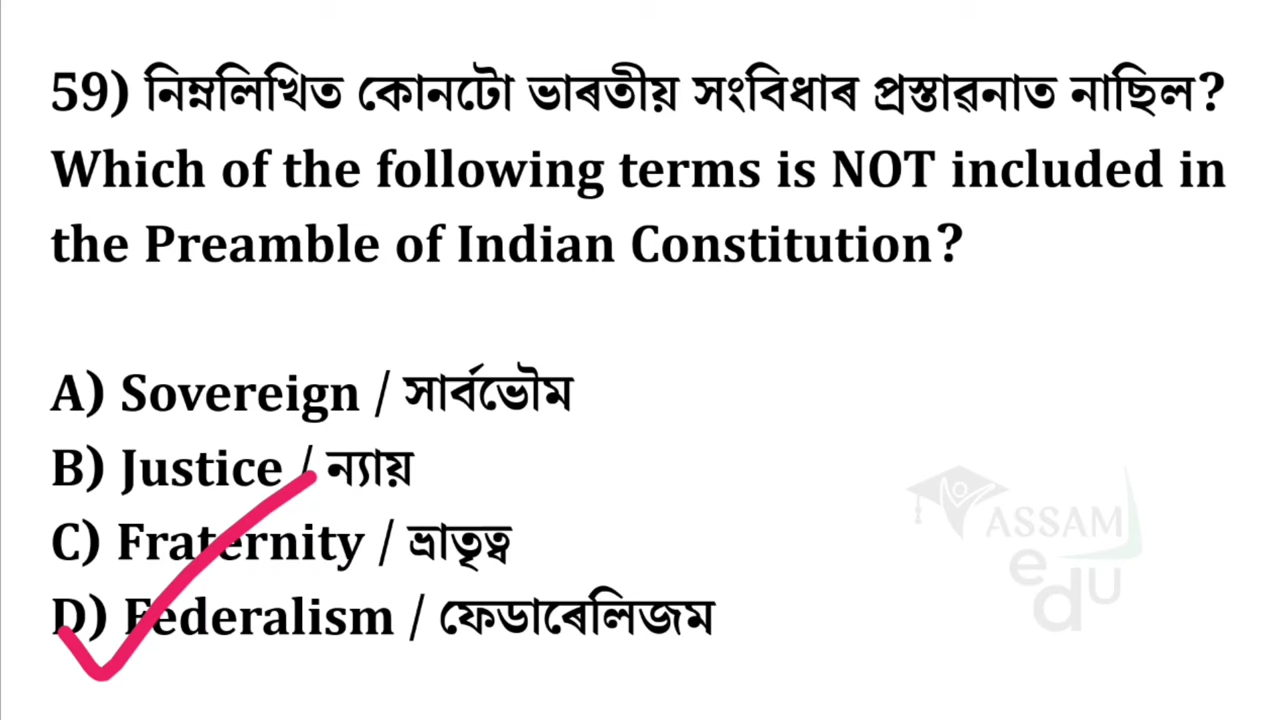 59) নিম্নলিখিত কোনটো ভাৰতীয় সংবিধাৰ প্ৰস্তাৱনাত নাছিল?
Which of the following terms is NOT included in
the Preamble of Indian Constitution?
A) Sovereign / সাৰ্বভৌম
B) Justice / ন্যায়
C) Fraternity / ভ্ৰাতৃত্ব
D) Federalism / ফেডাৰেলিজম
ASSAM
edU